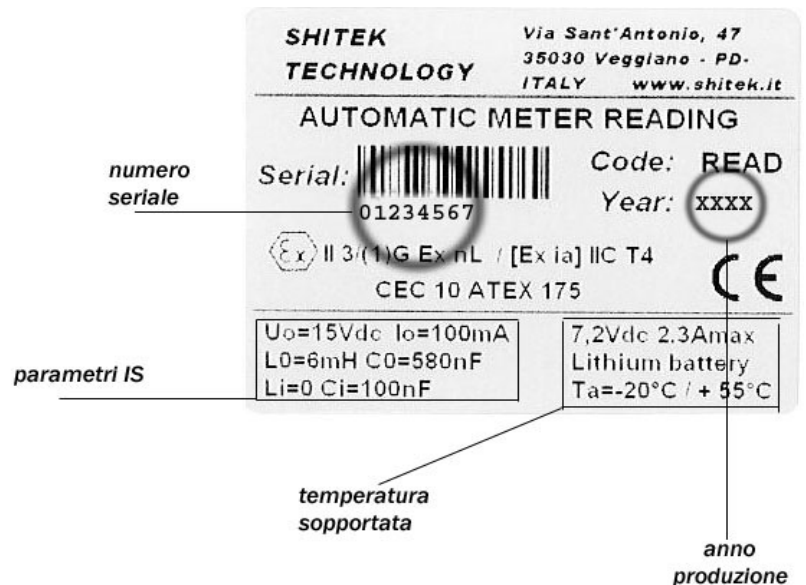 SHITEK
TECHNOLOGY
Via Sant'Antonio, 47
35030 Veggiano - PD-
ITALY www.shitek.it
AUTOMATIC METER READING
numero
seriale
Serial:
01234567
Code: READ
Year: xxxx
Ex II 3/(1)G Ex nL / [Ex ia] IIC T4
CEC 10 ATEX 175
CE
parametri IS
Uo=15Vdc Io=100mA
L0=6mH C0=580nF
Li=0 Ci=100nF
7,2Vdc 2.3Amax
Lithium battery
Ta=-20°C / + 55°C
temperatura
sopportata
anno
produzione